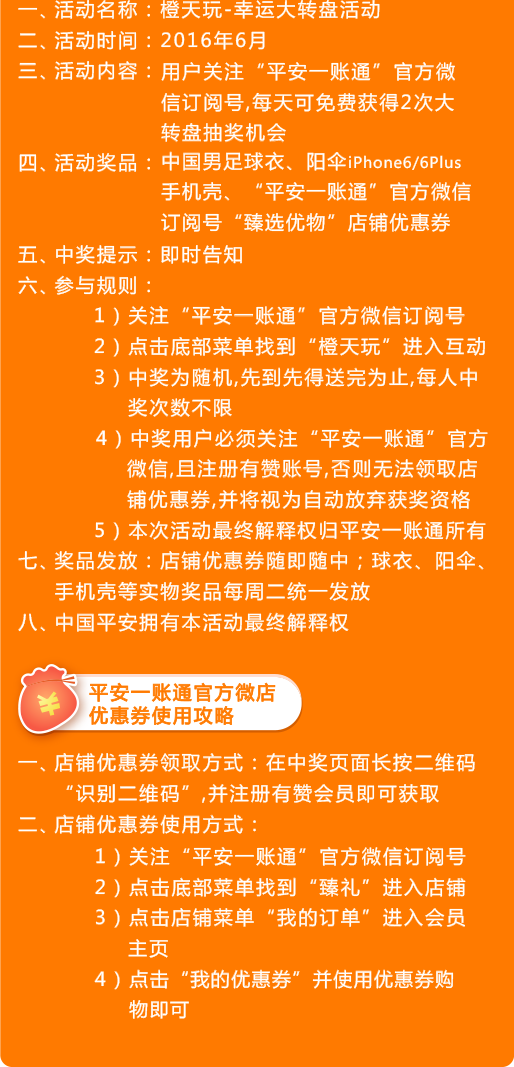 一、活动名称：橙天玩-幸运大转盘活动
二、活动时间：2016年6月
三、活动内容：用户关注“平安一账通”官方微
信订阅号,每天可免费获得2次大
转盘抽奖机会
四、活动奖品：中国男足球衣、阳伞iPhone6/6Plus
手机壳、“平安一账通”官方微信
订阅号“臻选优物”店铺优惠券
五、中奖提示：即时告知
六、参与规则：
1）关注“平安一账通”官方微信订阅号
2）点击底部菜单找到“橙天玩”进入互动
3）中奖为随机,先到先得送完为止,每人中
奖次数不限
4）中奖用户必须关注“平安一账通”官方
微信,且注册有赞账号,否则无法领取店
铺优惠券,并将视为自动放弃获奖资格
5）本次活动最终解释权归平安一账通所有
七、奖品发放：店铺优惠券随即随中；球衣、阳伞、
手机壳等实物奖品每周二统一发放
八、中国平安拥有本活动最终解释权
平安一账通官方微店
优惠券使用攻略
一、店铺优惠券领取方式：在中奖页面长按二维码
“识别二维码”,并注册有赞会员即可获取
二、店铺优惠券使用方式：
1）关注“平安一账通”官方微信订阅号
2）点击底部菜单找到“臻礼”进入店铺
3）点击店铺菜单“我的订单”进入会员
主页
4）点击“我的优惠券”并使用优惠券购
物即可